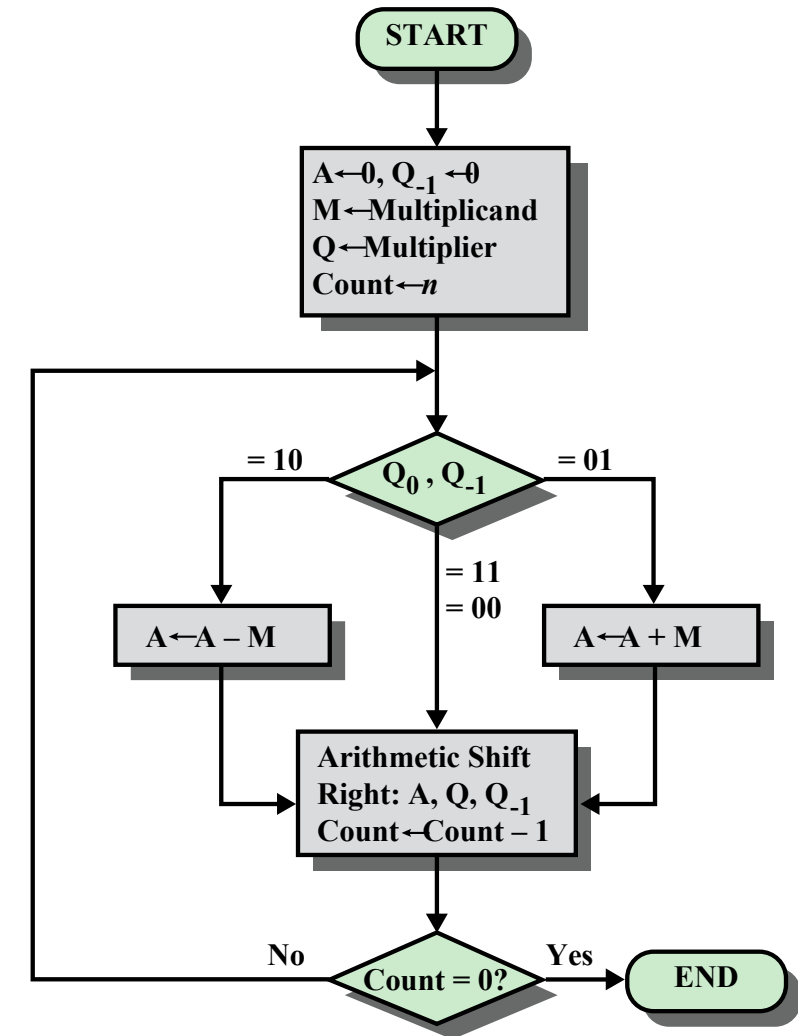 START
A←0, Q₋₁ ←0
M←Multiplicand
Q←Multiplier
Count←n
= 10
Q₀ , Q₋₁
= 01
= 11
= 00
A←A – M
A←A + M
Arithmetic Shift
Right: A, Q, Q₋₁
Count←Count – 1
No
Count = 0?
Yes
END